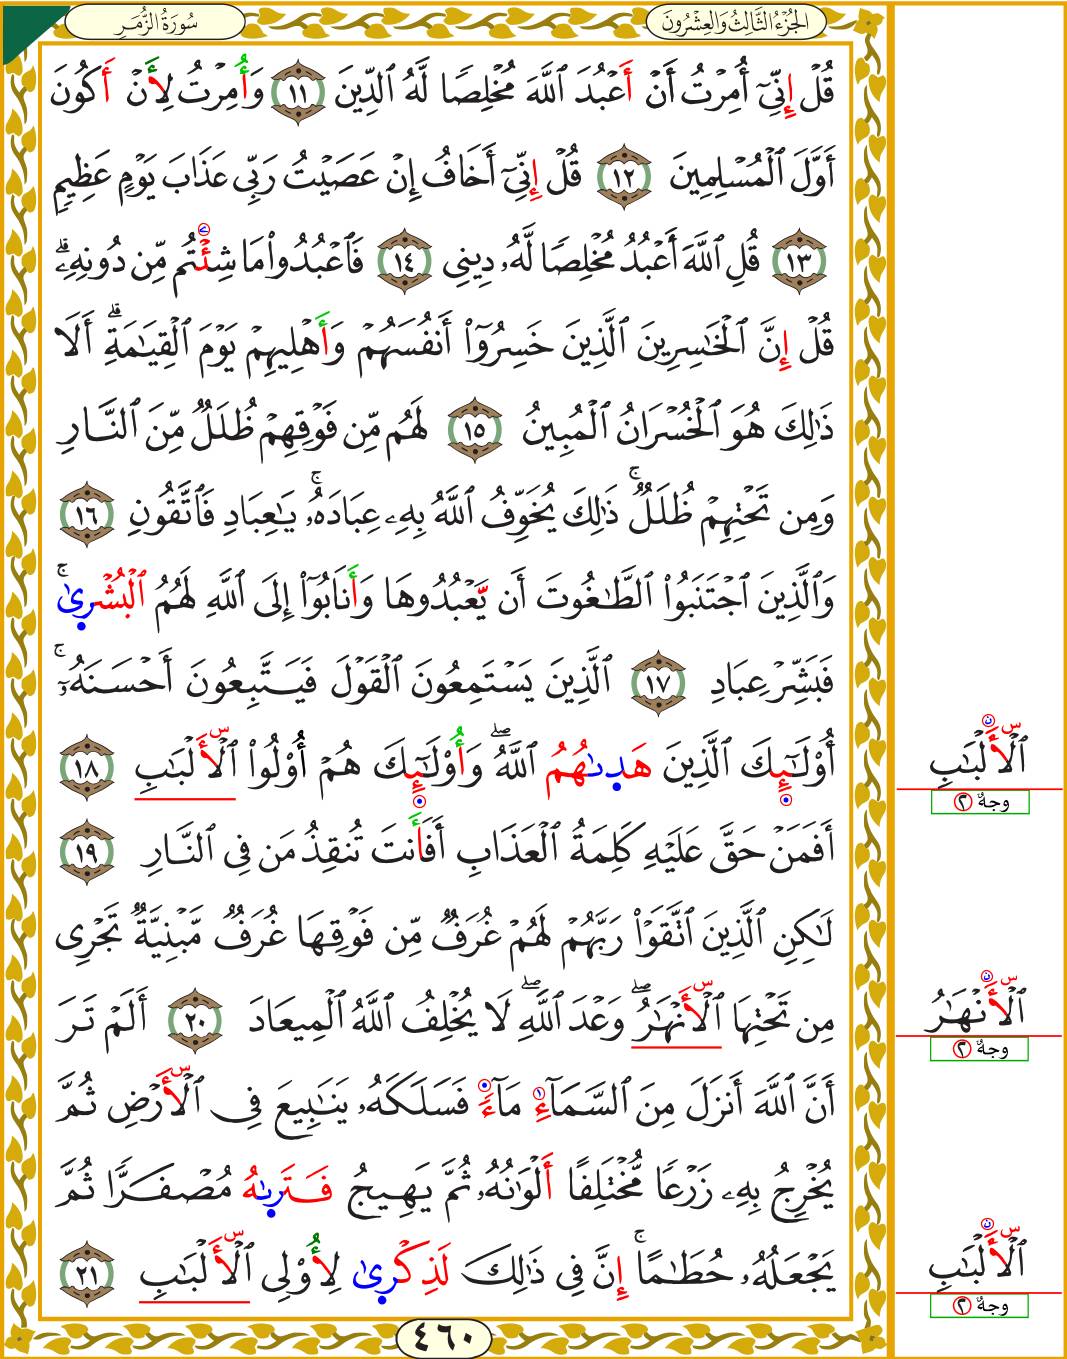 سُورَةُ الزُّمَرِ
الجُزْءُ الثَّالِثُ وَالعِشْرُونَ
قُلْ إِنِّىٓ أُمِرْتُ أَنْ أَعْبُدَ ٱللَّهَ مُخْلِصًا لَّهُ ٱلدِّينَ ١١ وَأُمِرْتُ لِأَنْ أَكُونَ
أَوَّلَ ٱلْمُسْلِمِينَ ١٢ قُلْ إِنِّىٓ أَخَافُ إِنْ عَصَيْتُ رَبِّى عَذَابَ يَوْمٍ عَظِيمٍ
١٣ قُلِ ٱللَّهَ أَعْبُدُ مُخْلِصًا لَّهُۥ دِينِى ١٤ فَٱعْبُدُوا۟ مَا شِئْتُم مِّن دُونِهِۦۗ
قُلْ إِنَّ ٱلْخَـٰسِرِينَ ٱلَّذِينَ خَسِرُوٓا۟ أَنفُسَهُمْ وَأَهْلِيهِمْ يَوْمَ ٱلْقِيَـٰمَةِۗ أَلَا
ذَٰلِكَ هُوَ ٱلْخُسْرَانُ ٱلْمُبِينُ ١٥ لَهُم مِّن فَوْقِهِمْ ظُلَلٌ مِّنَ ٱلنَّارِ
وَمِن تَحْتِهِمْ ظُلَلٌۚ ذَٰلِكَ يُخَوِّفُ ٱللَّهُ بِهِۦ عِبَادَهُۥۚ يَـٰعِبَادِ فَٱتَّقُونِ ١٦
وَٱلَّذِينَ ٱجْتَنَبُوا۟ ٱلطَّـٰغُوتَ أَن يَعْبُدُوهَا وَأَنَابُوٓا۟ إِلَى ٱللَّهِ لَهُمُ ٱلْبُشْرَىٰۚ
فَبَشِّرْ عِبَادِ ١٧ ٱلَّذِينَ يَسْتَمِعُونَ ٱلْقَوْلَ فَيَتَّبِعُونَ أَحْسَنَهُۥٓۚ
أُو۟لَـٰٓئِكَ ٱلَّذِينَ هَدَىٰهُمُ ٱللَّهُۖ وَأُو۟لَـٰٓئِكَ هُمْ أُو۟لُوا۟ ٱلْأَلْبَـٰبِ ١٨
أَفَمَنْ حَقَّ عَلَيْهِ كَلِمَةُ ٱلْعَذَابِ أَفَأَنتَ تُنقِذُ مَن فِى ٱلنَّارِ ١٩
لَـٰكِنِ ٱلَّذِينَ ٱتَّقَوْا۟ رَبَّهُمْ لَهُمْ غُرَفٌ مِّن فَوْقِهَا غُرَفٌ مَّبْنِيَّةٌ تَجْرِى
مِن تَحْتِهَا ٱلْأَنْهَـٰرُۖ وَعْدَ ٱللَّهِۖ لَا يُخْلِفُ ٱللَّهُ ٱلْمِيعَادَ ٢٠ أَلَمْ تَرَ
أَنَّ ٱللَّهَ أَنزَلَ مِنَ ٱلسَّمَآءِ مَآءً فَسَلَكَهُۥ يَنَـٰبِيعَ فِى ٱلْأَرْضِ ثُمَّ
يُخْرِجُ بِهِۦ زَرْعًا مُّخْتَلِفًا أَلْوَٰنُهُۥ ثُمَّ يَهِيجُ فَتَرَىٰهُ مُصْفَرًّا ثُمَّ
يَجْعَلُهُۥ حُطَـٰمًاۚ إِنَّ فِى ذَٰلِكَ لَذِكْرَىٰ لِأُو۟لِى ٱلْأَلْبَـٰبِ ٢١
٤٦٠
ٱلْأَلْبَـٰبِ
وجهٌ ٢
ٱلْأَنْهَـٰرُ
وجهٌ ٢
ٱلْأَلْبَـٰبِ
وجهٌ ٢